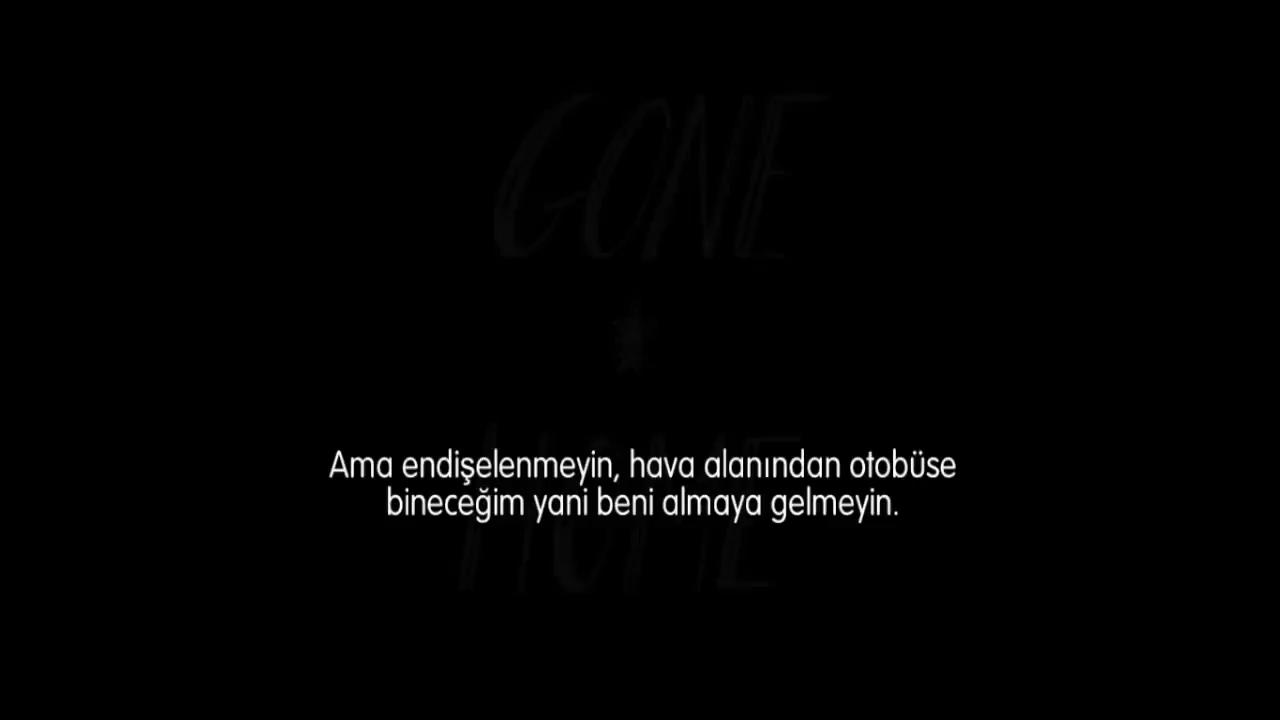 GONE
HOME
Ama endişelenmeyin, hava alanından otobüse
bineceğim yani beni almaya gelmeyin.